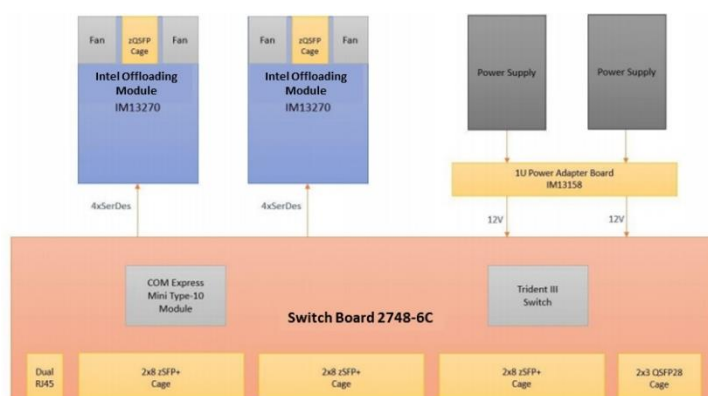 Fan
zQSFP
Cage
Fan
Intel Offloading
Module
IM13270
Fan
zQSFP
Cage
Fan
Intel Offloading
Module
IM13270
Power Supply
Power Supply
1U Power Adapter Board
IM13158
4xSerDes
4xSerDes
12V
12V
COM Express
Mini Type-10
Module
Trident III
Switch
Switch Board 2748-6C
Dual
RJ45
2x8 zSFP+
Cage
2x8 zSFP+
Cage
2x8 zSFP+
Cage
2x3 QSFP28
Cage